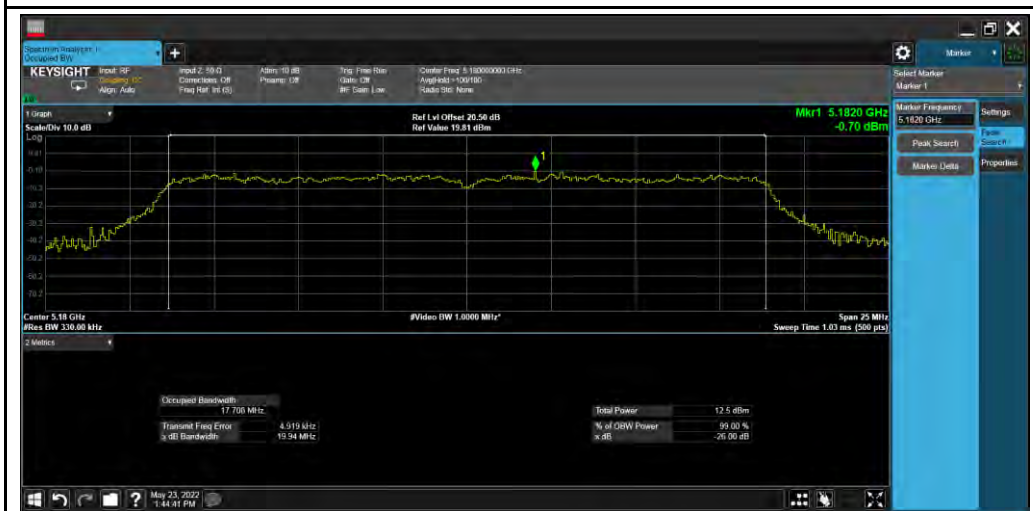 Spectrum Analyzer 1
Occupied BW
KEYSIGHT
Input: RF
Coupling: DC
Align: Auto
Input Z: 50 Ω
Corrections: Off
Freq Ref: Int (S)
Atten: 10 dB
Preamp: Off
Trig: Free Run
Gate: Off
#IF Gain: Low
Center Freq: 5.180000000 GHz
Avg|Hold:>100/100
Radio Std: None
1 Graph
Scale/Div 10.0 dB
Ref Lvl Offset 20.50 dB
Ref Value 19.81 dBm
Mkr1 5.1820 GHz
-0.70 dBm
Log
1
Center 5.18 GHz
#Res BW 330.00 kHz
#Video BW 1.0000 MHz*
Span 25 MHz
Sweep Time 1.03 ms (500 pts)
2 Metrics
Occupied Bandwidth
17.706 MHz
Transmit Freq Error 4.919 kHz
x dB Bandwidth 19.94 MHz
Total Power 12.5 dBm
% of OBW Power 99.00 %
x dB -26.00 dB
May 23, 2022
1:44:41 PM
Marker
Select Marker
Marker 1
Marker Frequency
5.1820 GHz
Peak Search
Marker Delta
Settings
Peak
Search
Properties